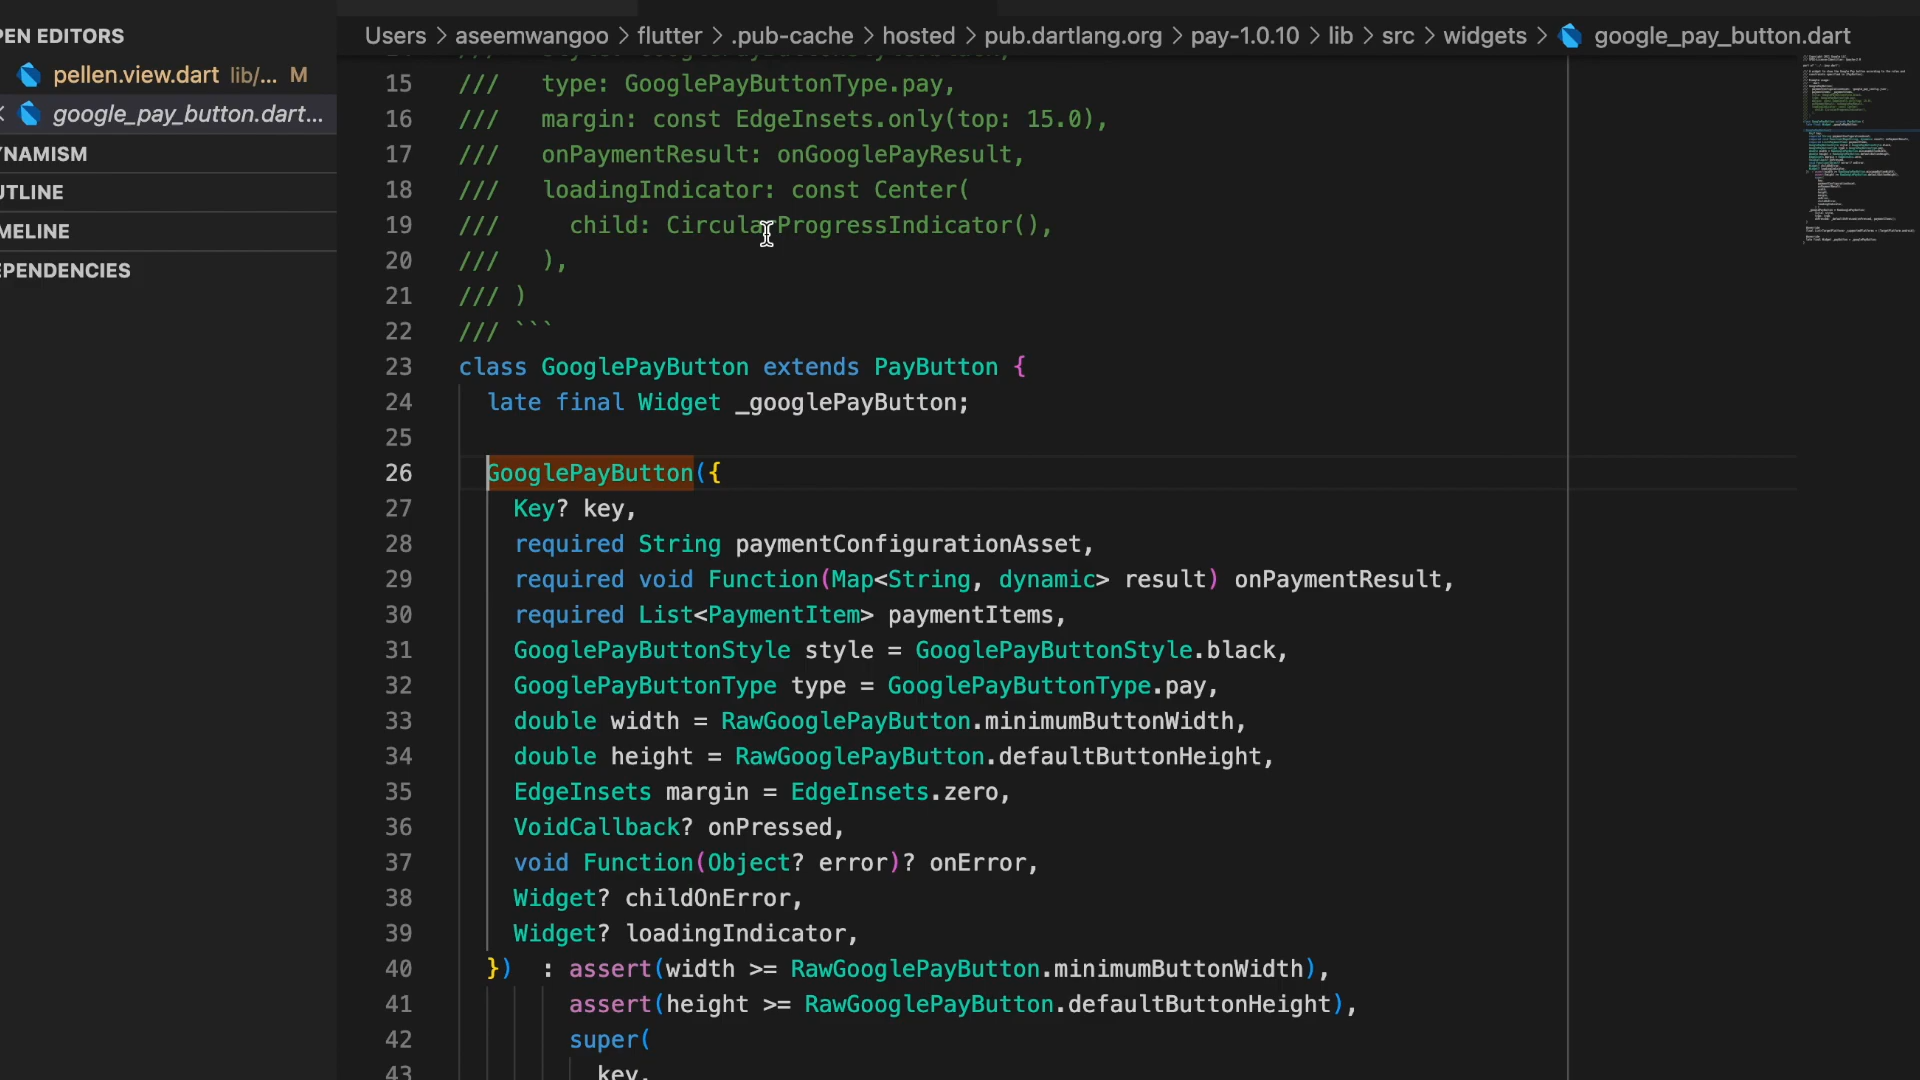 PEN EDITORS
pellen.view.dart lib/... M
google_pay_button.dart...
YNAMISM
UTLINE
MELINE
EPENDENCIES
Users > aseemwangoo > flutter > .pub-cache > hosted > pub.dartlang.org > pay-1.0.10 > lib > src > widgets > google_pay_button.dart
15 ///   type: GooglePayButtonType.pay,
16 ///   margin: const EdgeInsets.only(top: 15.0),
17 ///   onPaymentResult: onGooglePayResult,
18 ///   loadingIndicator: const Center(
19 ///     child: CircularProgressIndicator(),
20 ///   ),
21 /// )
22 /// ```
23 class GooglePayButton extends PayButton {
24   late final Widget _googlePayButton;
25
26   GooglePayButton({
27     Key? key,
28     required String paymentConfigurationAsset,
29     required void Function(Map<String, dynamic> result) onPaymentResult,
30     required List<PaymentItem> paymentItems,
31     GooglePayButtonStyle style = GooglePayButtonStyle.black,
32     GooglePayButtonType type = GooglePayButtonType.pay,
33     double width = RawGooglePayButton.minimumButtonWidth,
34     double height = RawGooglePayButton.defaultButtonHeight,
35     EdgeInsets margin = EdgeInsets.zero,
36     VoidCallback? onPressed,
37     void Function(Object? error)? onError,
38     Widget? childOnError,
39     Widget? loadingIndicator,
40   })  : assert(width >= RawGooglePayButton.minimumButtonWidth),
41         assert(height >= RawGooglePayButton.defaultButtonHeight),
42         super(
43           key,